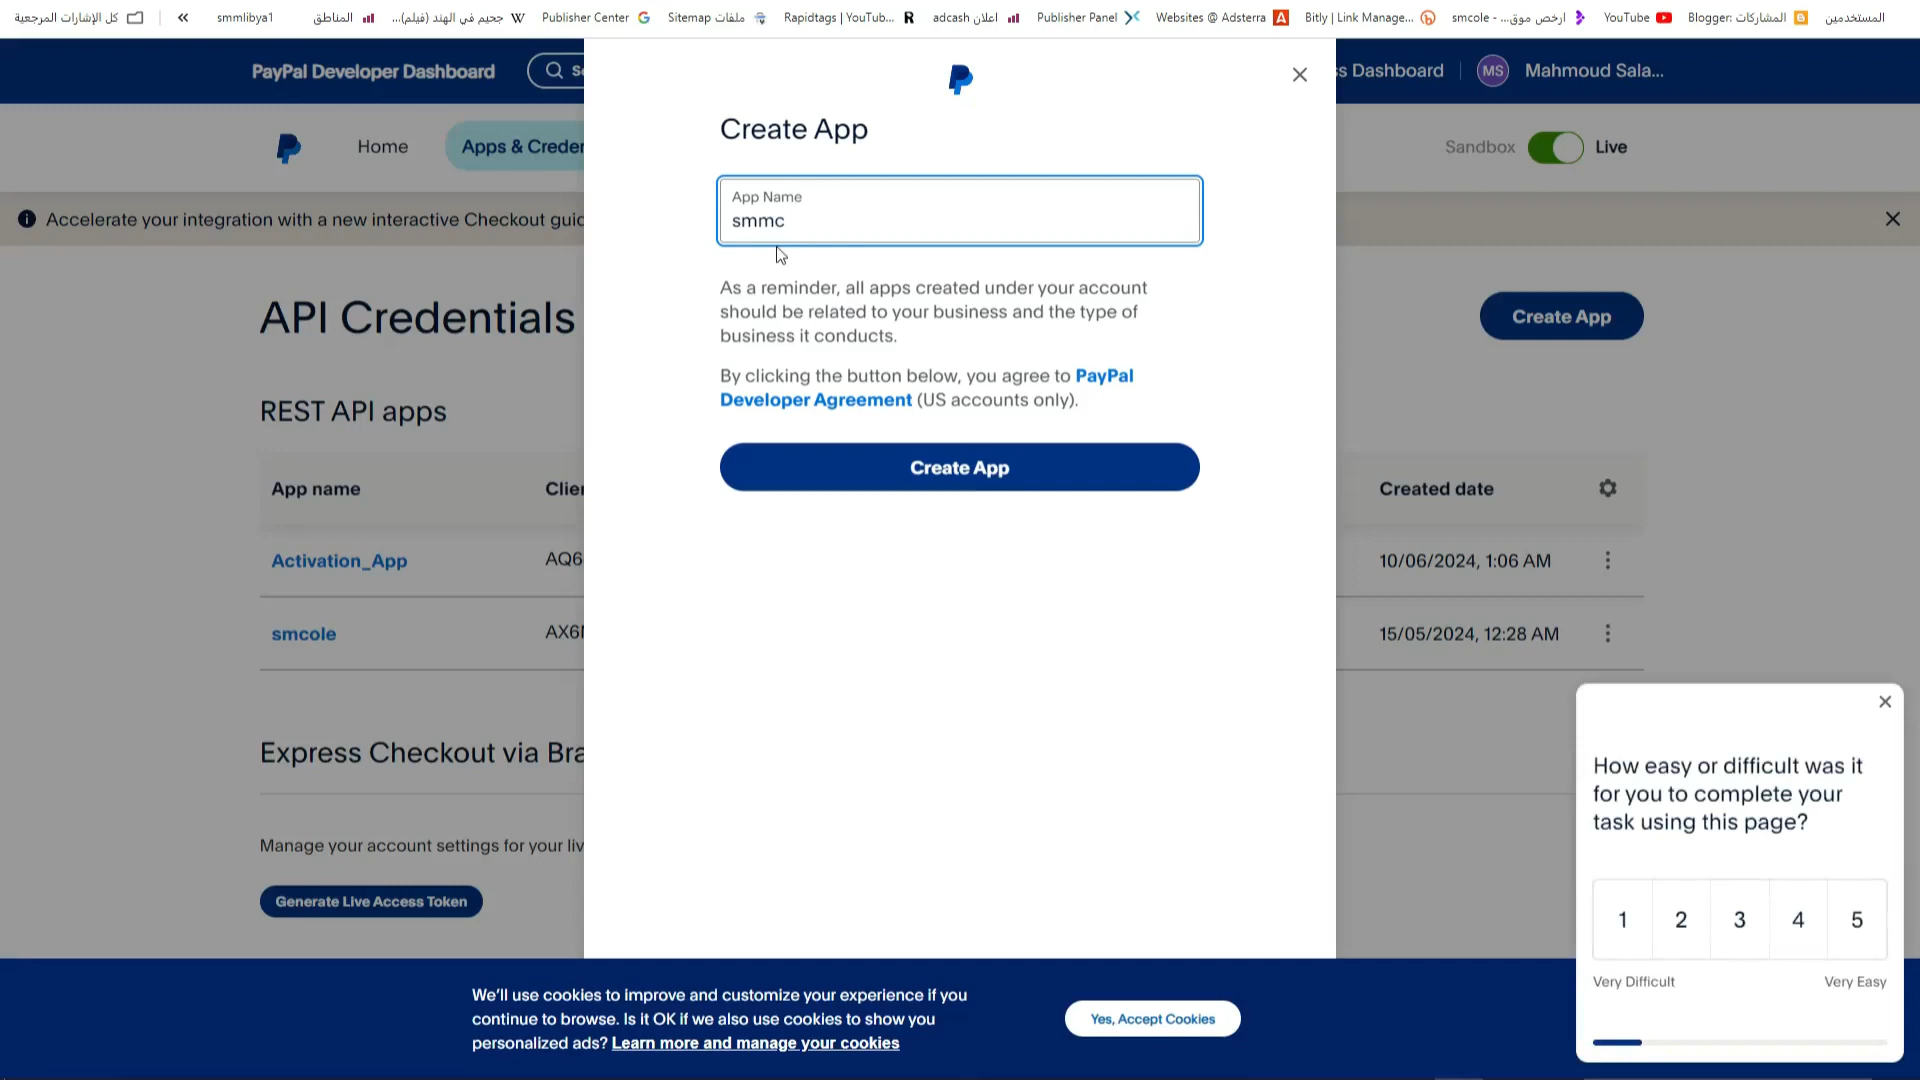 كل الإشارات المرجعية
«
smmlibya1
المناطق
جحيم في الهند (فيلم)...
Publisher Center
Sitemap ملفات
Rapidtags | YouTub...
adcash اعلان
Publisher Panel
Websites @ Adsterra
Bitly | Link Manage...
smcole - ارخص موق...
YouTube
Blogger: المشاركات
المستخدمين
PayPal Developer Dashboard
s Dashboard
MS
Mahmoud Sala...
Home
Apps & Creder
Sandbox
Live
Accelerate your integration with a new interactive Checkout guid
Create App
App Name
smmc
As a reminder, all apps created under your account
should be related to your business and the type of
business it conducts.
By clicking the button below, you agree to PayPal
Developer Agreement (US accounts only).
Create App
API Credentials
Create App
REST API apps
App name
Clier
Created date
Activation_App
AQ6
10/06/2024, 1:06 AM
smcole
15/05/2024, 12:28 AM
Express Checkout via Bra
Manage your account settings for your liv
Generate Live Access Token
How easy or difficult was it
for you to complete your
task using this page?
1 2 3 4 5
Very Difficult
Very Easy
We'll use cookies to improve and customize your experience if you
continue to browse. Is it OK if we also use cookies to show you
personalized ads? Learn more and manage your cookies
Yes, Accept Cookies